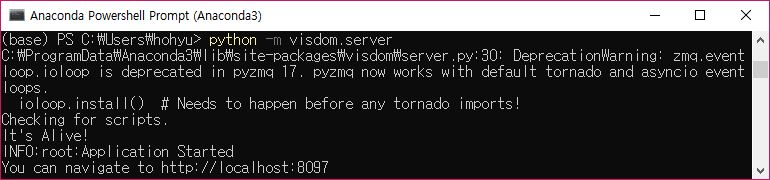 Anaconda Powershell Prompt (Anaconda3)
(base) PS C:₩Users₩hohyu> python -m visdom.server
C:₩ProgramData₩Anaconda3₩lib₩site-packages₩visdom₩server.py:30: DeprecationWarning: zmq.event
loop.ioloop is deprecated in pyzmq 17. pyzmq now works with default tornado and asyncio event
loops.
ioloop.install()  # Needs to happen before any tornado imports!
Checking for scripts.
It's Alive!
INFO:root:Application Started
You can navigate to http://localhost:8097